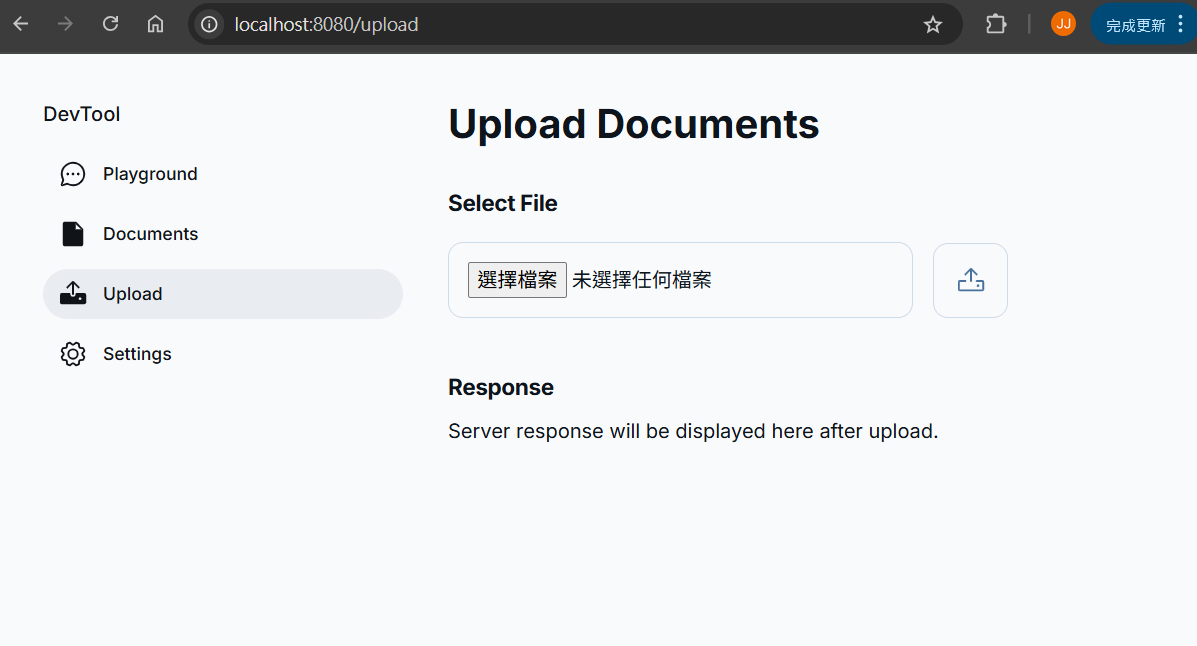 localhost:8080/upload
JJ
完成更新
DevTool
Playground
Documents
Upload
Settings
Upload Documents
Select File
選擇檔案 未選擇任何檔案
Response
Server response will be displayed here after upload.